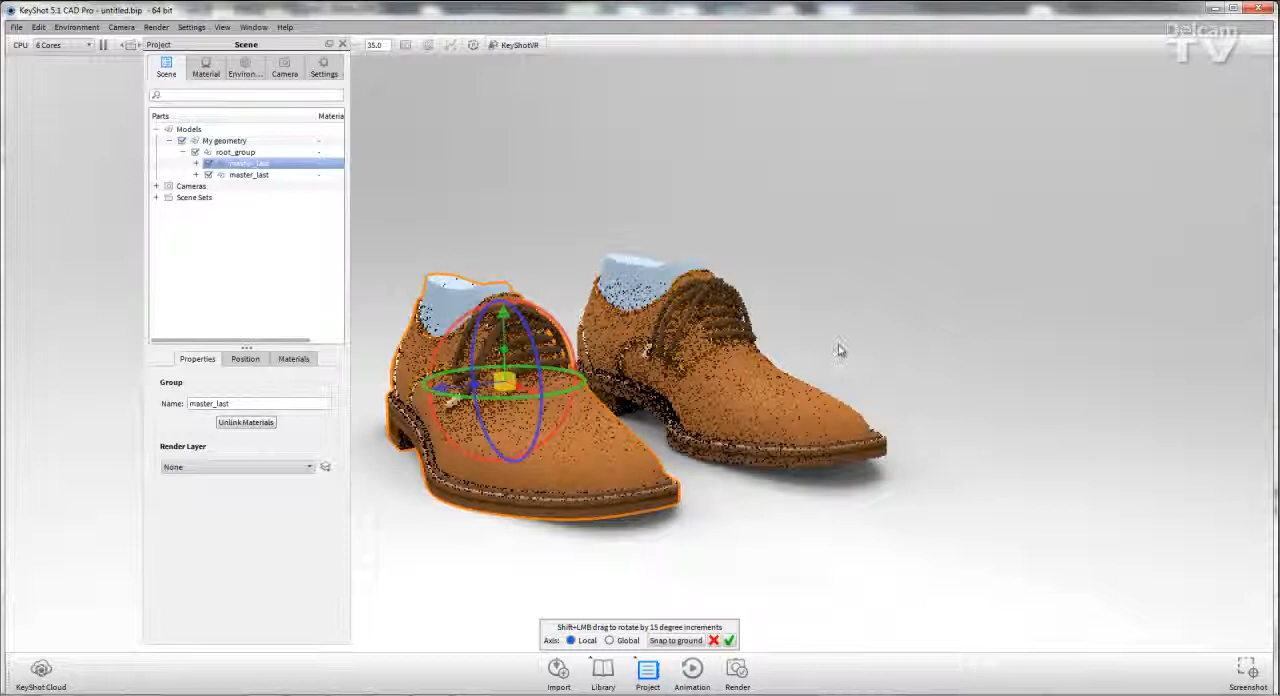 KeyShot 5.1 CAD Pro - untitled.bip - 64 bit
File Edit Environment Camera Render Settings View Window Help
CPU 6 Cores Project Scene 35.0 KeyShotVR
Delcam
TV
Scene Material Environ... Camera Settings
Parts Materia
Models
My geometry -
root_group -
master_last -
master_last -
Cameras
Scene Sets
Properties Position Materials
Group
Name: master_last
Unlink Materials
Render Layer
None
Shift+LMB drag to rotate by 15 degree increments
Axis: Local Global Snap to ground
KeyShot Cloud Import Library Project Animation Render Screenshot